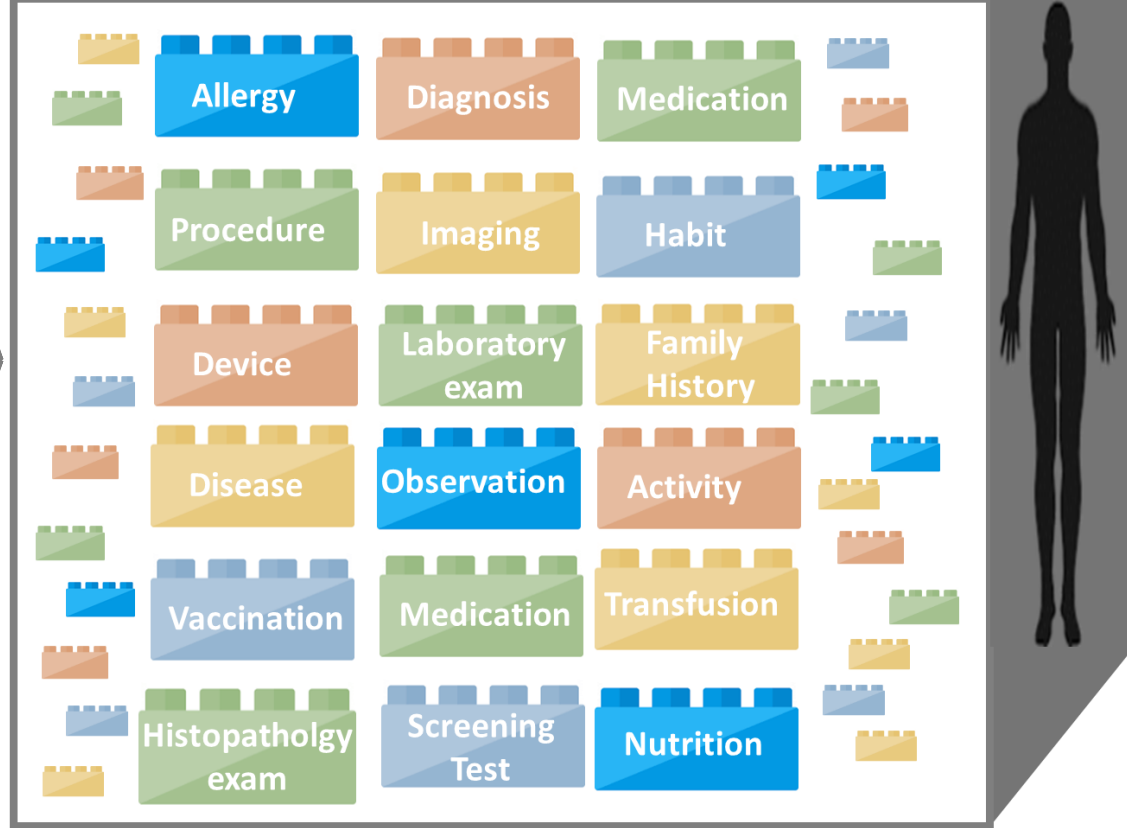 Allergy
Diagnosis
Medication
Procedure
Imaging
Habit
Device
Laboratory
exam
Family
History
Disease
Observation
Activity
Vaccination
Medication
Transfusion
Histopatholgy
exam
Screening
Test
Nutrition